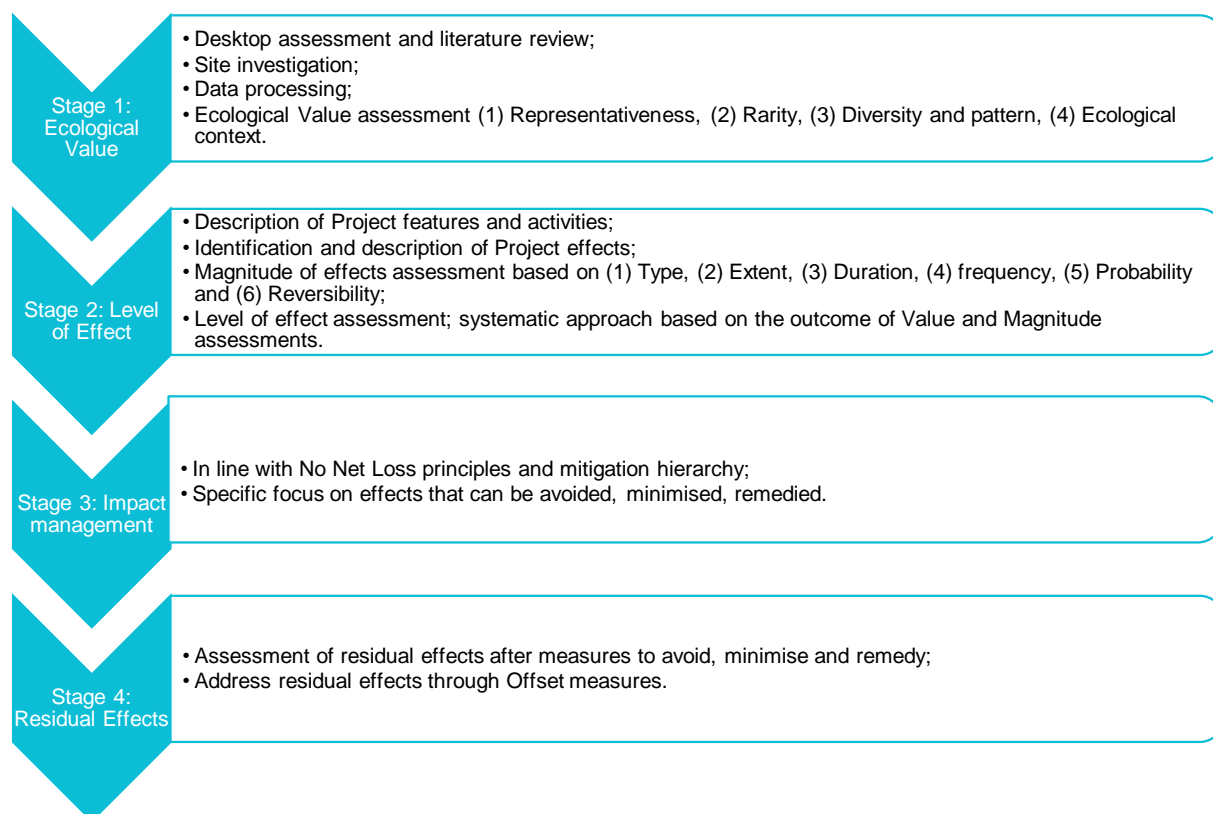 Stage 1:
Ecological
Value
• Desktop assessment and literature review;
• Site investigation;
• Data processing;
• Ecological Value assessment (1) Representativeness, (2) Rarity, (3) Diversity and pattern, (4) Ecological
context.
Stage 2: Level
of Effect
• Description of Project features and activities;
• Identification and description of Project effects;
• Magnitude of effects assessment based on (1) Type, (2) Extent, (3) Duration, (4) frequency, (5) Probability
and (6) Reversibility;
• Level of effect assessment; systematic approach based on the outcome of Value and Magnitude
assessments.
Stage 3: Impact
management
• In line with No Net Loss principles and mitigation hierarchy;
• Specific focus on effects that can be avoided, minimised, remedied.
Stage 4:
Residual Effects
• Assessment of residual effects after measures to avoid, minimise and remedy;
• Address residual effects through Offset measures.